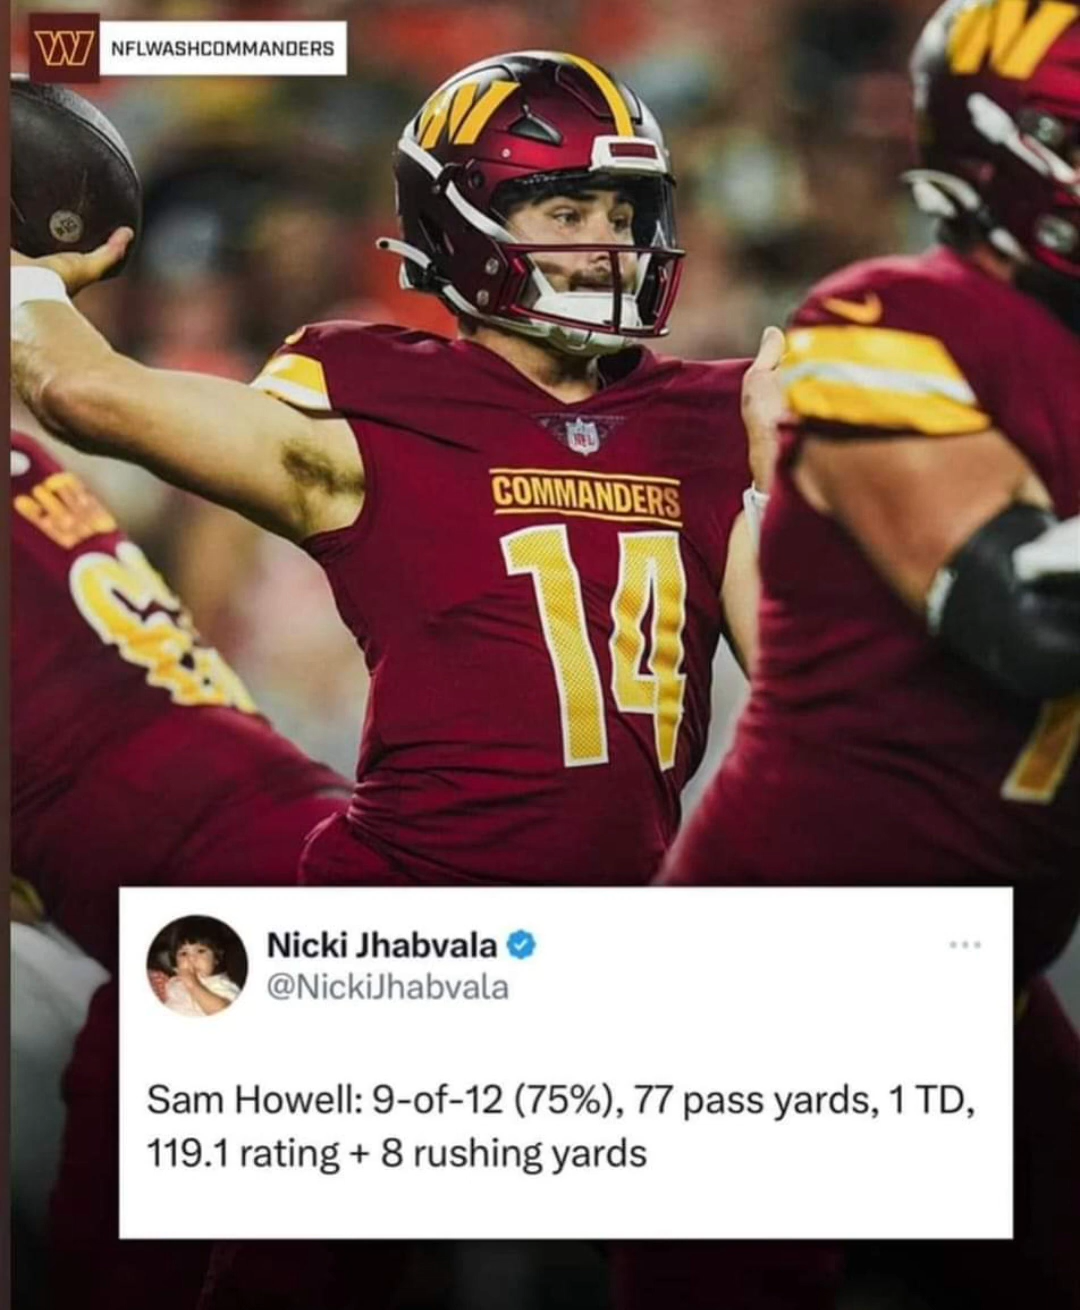 NFLWASHCOMMANDERS
NFL
COMMANDERS
14
Nicki Jhabvala
@NickiJhabvala
Sam Howell: 9-of-12 (75%), 77 pass yards, 1 TD,
119.1 rating + 8 rushing yards